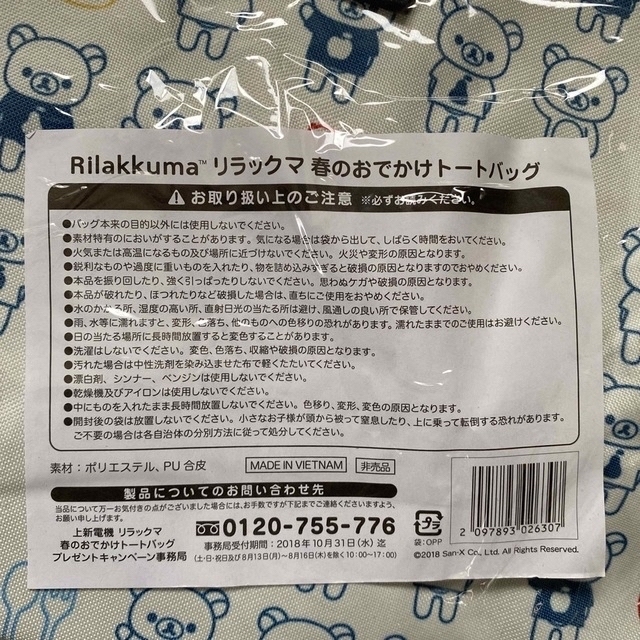 Rilakkuma™ リラックマ 春のおでかけトートバッグ
お取り扱い上のご注意 ※必ずお読みください。
●バッグ本来の目的以外には使用しないでください。
●素材特有のにおいがすることがあります。気になる場合は袋から出して、しばらく時間をおいてください。
●火気または高温になるもの及び場所に近づけないでください。火災や変形の原因となります。
●鋭利なものや過度に重いものを入れたり、物を詰め込みすぎると破損の原因となりますのでおやめください。
●本品を振り回したり、強く引っぱったりしないでください。思わぬケガや破損の原因となります。
●本品が破れたり、ほつれたりなど破損した場合は、直ちにご使用をおやめください。
●水のかかる所、湿度の高い所、直射日光の当たる所は避け、風通しの良い所で保管してください。
●雨、水等に濡れますと、変形、色落ち、他のものへの色移りの恐れがあります。濡れたままでのご使用はお避けください。
●日の当たる場所に長時間放置すると変色することがあります。
●洗濯はしないでください。変色、色落ち、収縮や破損の原因となります。
●汚れた場合は中性洗剤を染み込ませた布で軽くたたいてください。
●漂白剤、シンナー、ベンジンは使用しないでください。
●乾燥機及びアイロンは使用しないでください。
●中にものを入れたまま長時間放置しないでください。色移り、変形、変色の原因となります。
●開封後の袋は放置しないでください。小さなお子様が頭から被って窒息したり、上に乗って転倒する恐れがあります。
ご不要の場合は各自治体の分別方法に従って処分してください。
素材：ポリエステル、PU 合皮
MADE IN VIETNAM
非売品
製品についてのお問い合わせ先
当品について万一お気付きの点がございました場合には、お手数ですが下記までご連絡くださいますよう
お願い申し上げます。
上新電機 リラックマ
春のおでかけトートバッグ
プレゼントキャンペーン事務局
0120-755-776
事務局受付期間：2018年10月31日(水)迄
(土・日・祝日及び8月13日(月)～8月16日(木)を除く10:00～17:00)
プラ
袋：OPP
2 097893 026307
©2018 San-X Co., Ltd. All Rights Reserved.